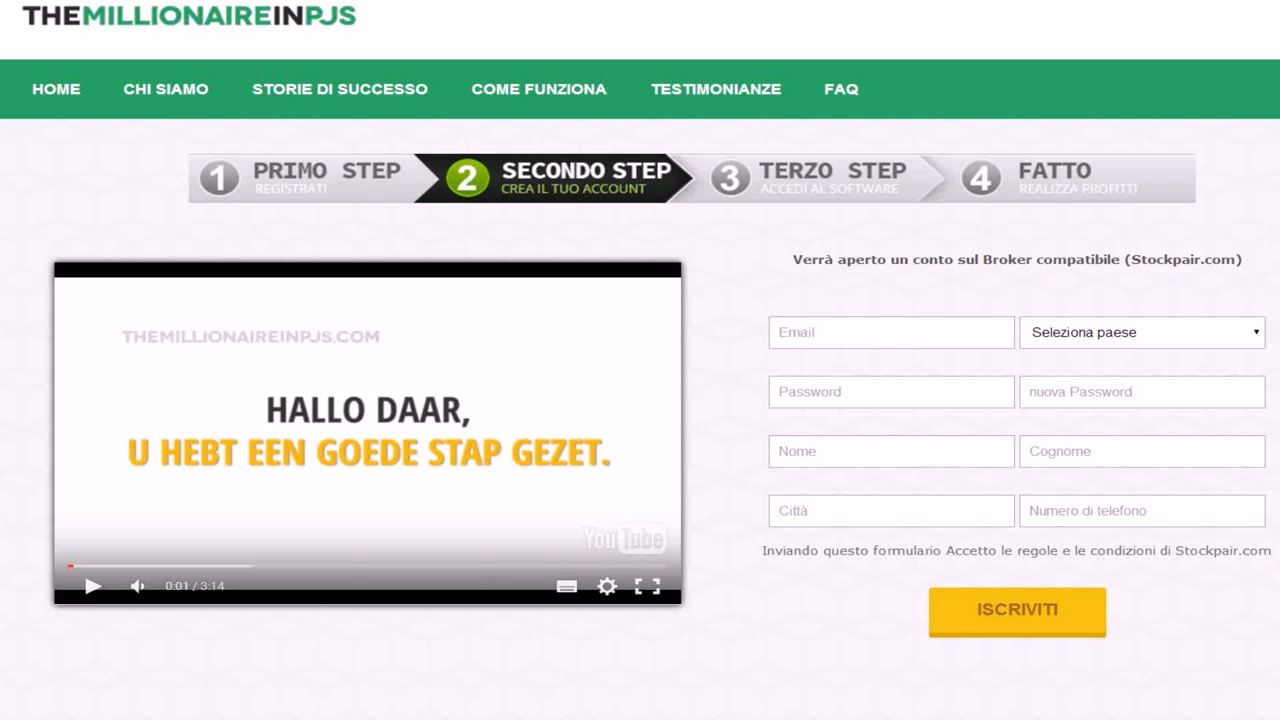 THEMILLIONAIREINPJS
HOME CHI SIAMO STORIE DI SUCCESSO COME FUNZIONA TESTIMONIANZE FAQ
1 PRIMO STEP REGISTRATI
2 SECONDO STEP CREA IL TUO ACCOUNT
3 TERZO STEP ACCEDI AL SOFTWARE
4 FATTO REALIZZA PROFITTI
THEMILLIONAIREINPJS.COM
HALLO DAAR,
U HEBT EEN GOEDE STAP GEZET.
YouTube
0:01 / 3:14
Verrà aperto un conto sul Broker compatibile (Stockpair.com)
Email Seleziona paese
Password nuova Password
Nome Cognome
Città Numero di telefono
Inviando questo formulario Accetto le regole e le condizioni di Stockpair.com
ISCRIVITI